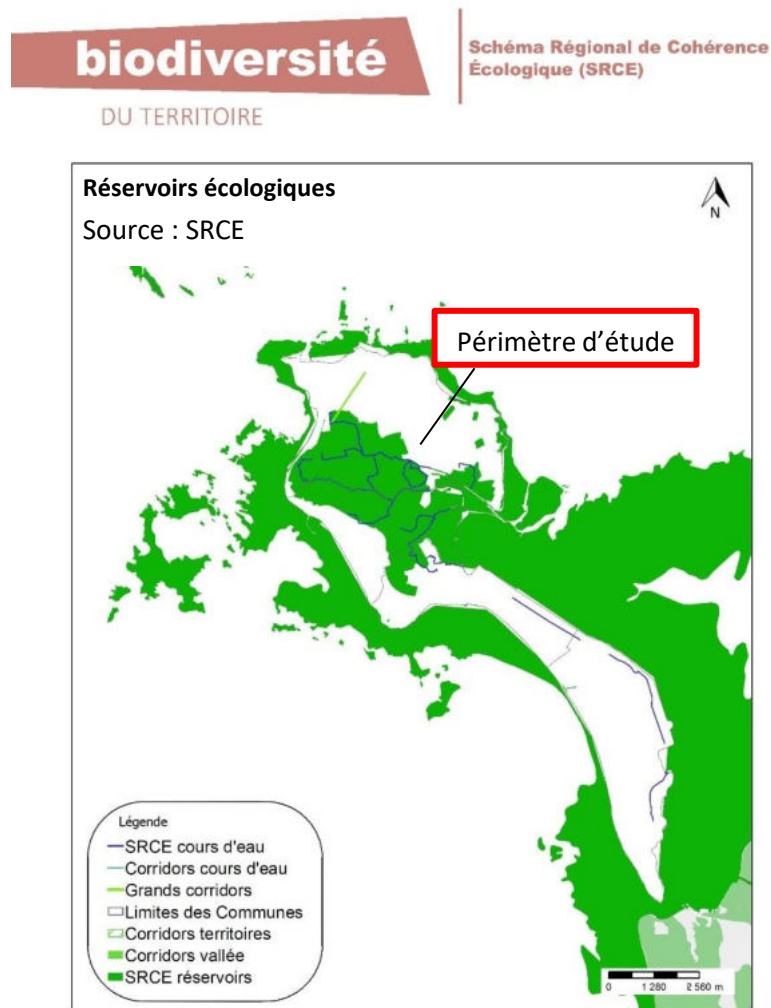 biodiversité
Schéma Régional de Cohérence
Écologique (SRCE)
DU TERRITOIRE
Réservoirs écologiques
Source : SRCE
N
Périmètre d'étude
Légende
SRCE cours d'eau
Corridors cours d'eau
Grands corridors
Limites des Communes
Corridors territoires
Corridors vallée
SRCE réservoirs
0 1 280 2 560 m